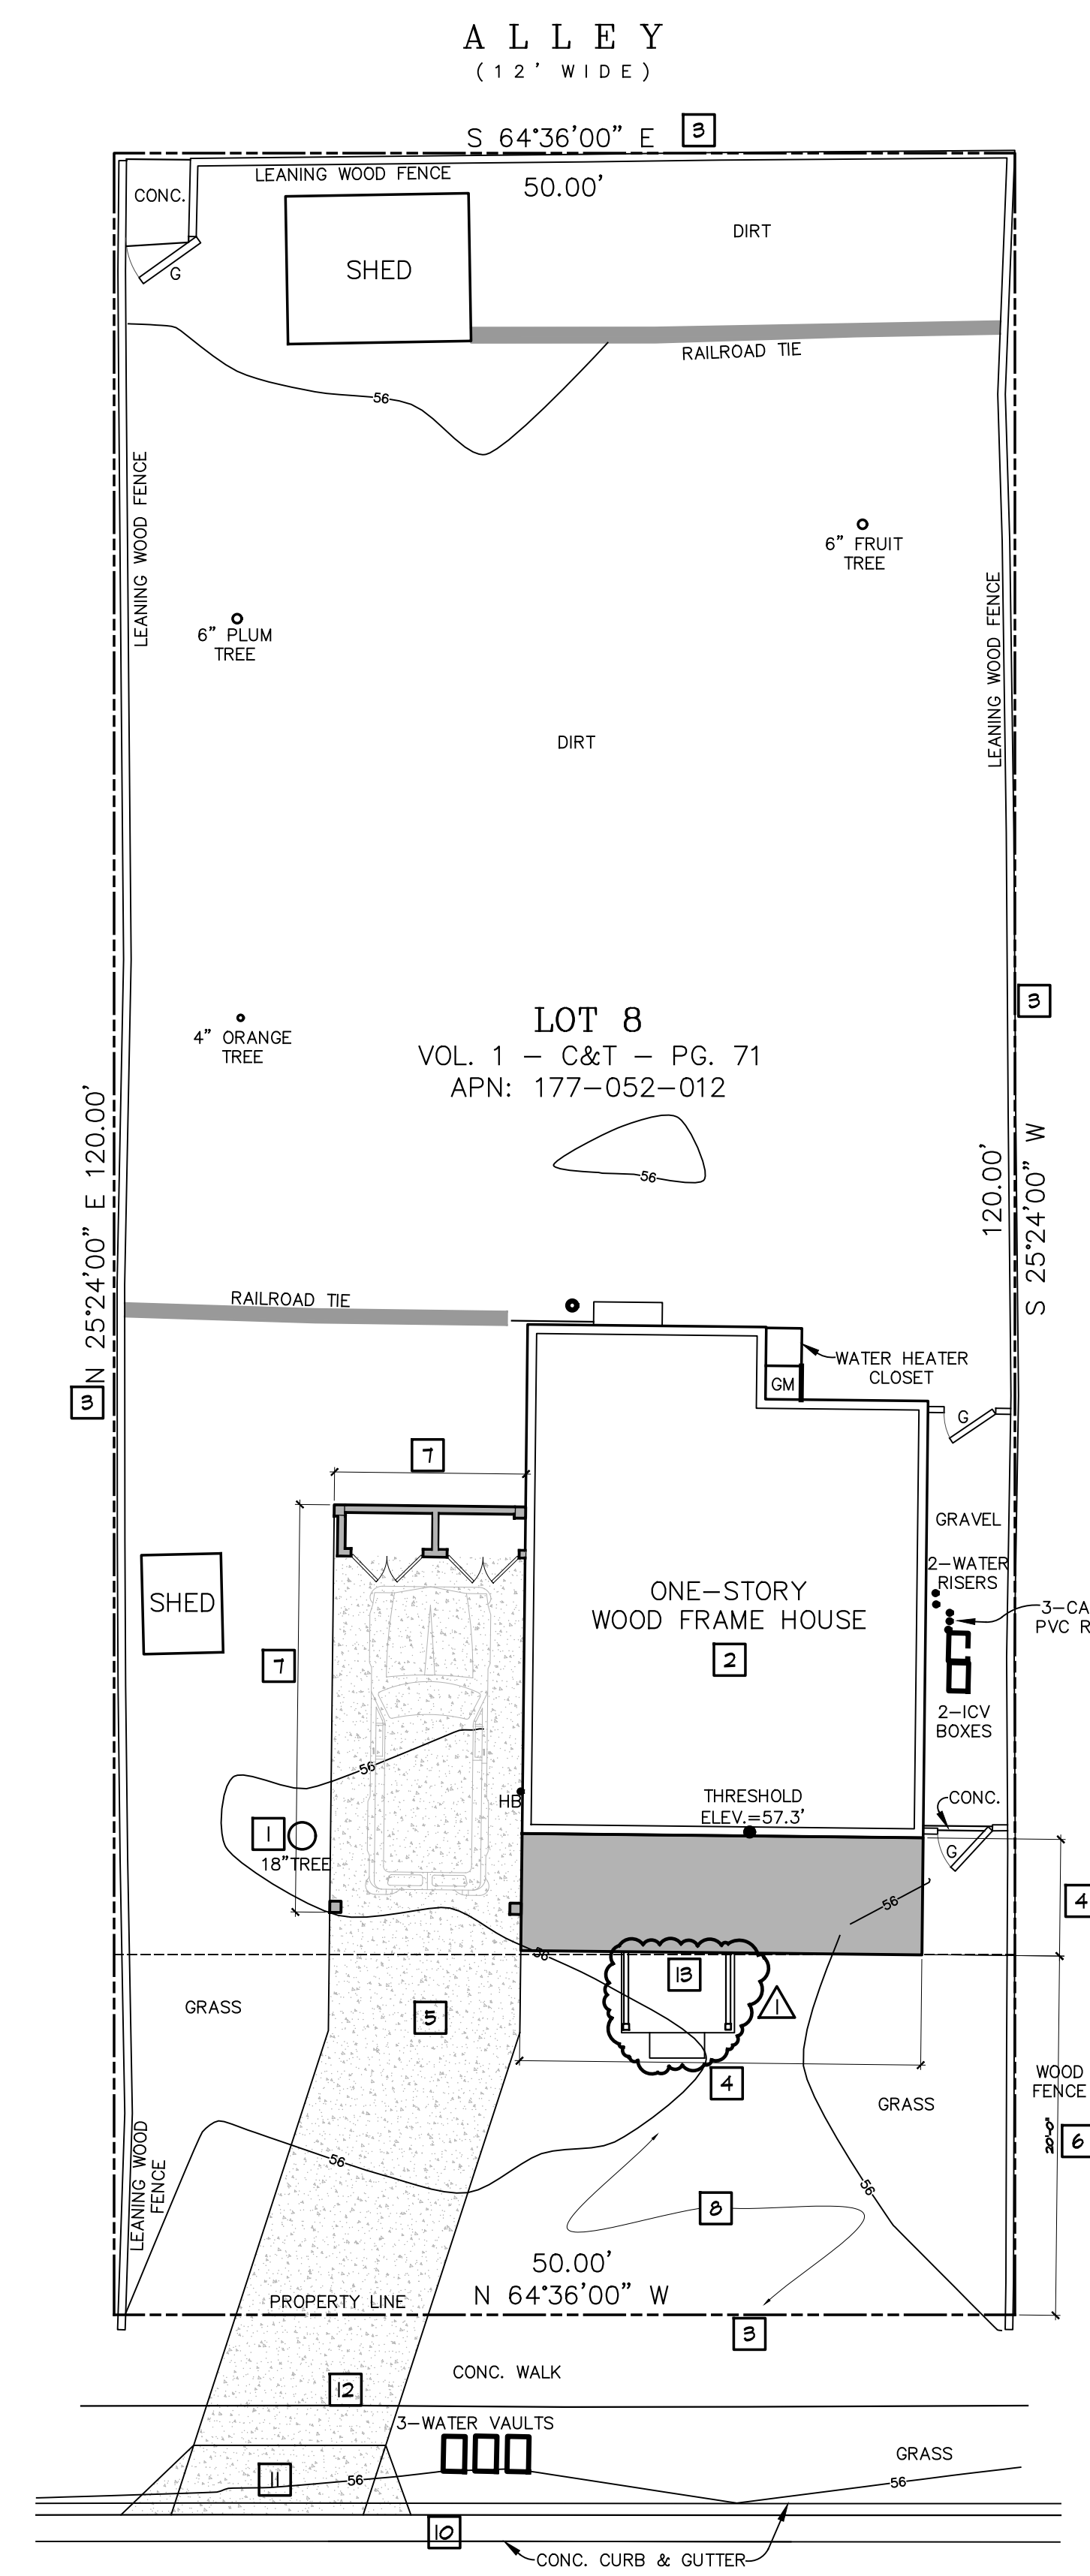 ALLEY
(12' WIDE)
S 64°36'00" E
3
LEANING WOOD FENCE
50.00'
CONC.
DIRT
G
SHED
RAILROAD TIE
56
LEANING WOOD FENCE
6" FRUIT
TREE
LEANING WOOD FENCE
6" PLUM
TREE
DIRT
3
4" ORANGE
TREE
LOT 8
VOL. 1 – C&T – PG. 71
APN: 177-052-012
N 25°24'00" E 120.00'
120.00'
S 25°24'00" W
56
RAILROAD TIE
WATER HEATER
CLOSET
GM
3
G
7
GRAVEL
2-WATER
RISERS
3-CA
PVC R
SHED
ONE-STORY
WOOD FRAME HOUSE
2
7
2-ICV
BOXES
56
HB
THRESHOLD
ELEV.=57.3'
CONC.
1
18"TREE
G
4
56
56
13
1
GRASS
5
4
WOOD
FENCE
GRASS
20'-0"
6
LEANING WOOD
FENCE
56
56
8
50.00'
N 64°36'00" W
PROPERTY LINE
3
CONC. WALK
12
3-WATER VAULTS
GRASS
11
56
56
10
CONC. CURB & GUTTER